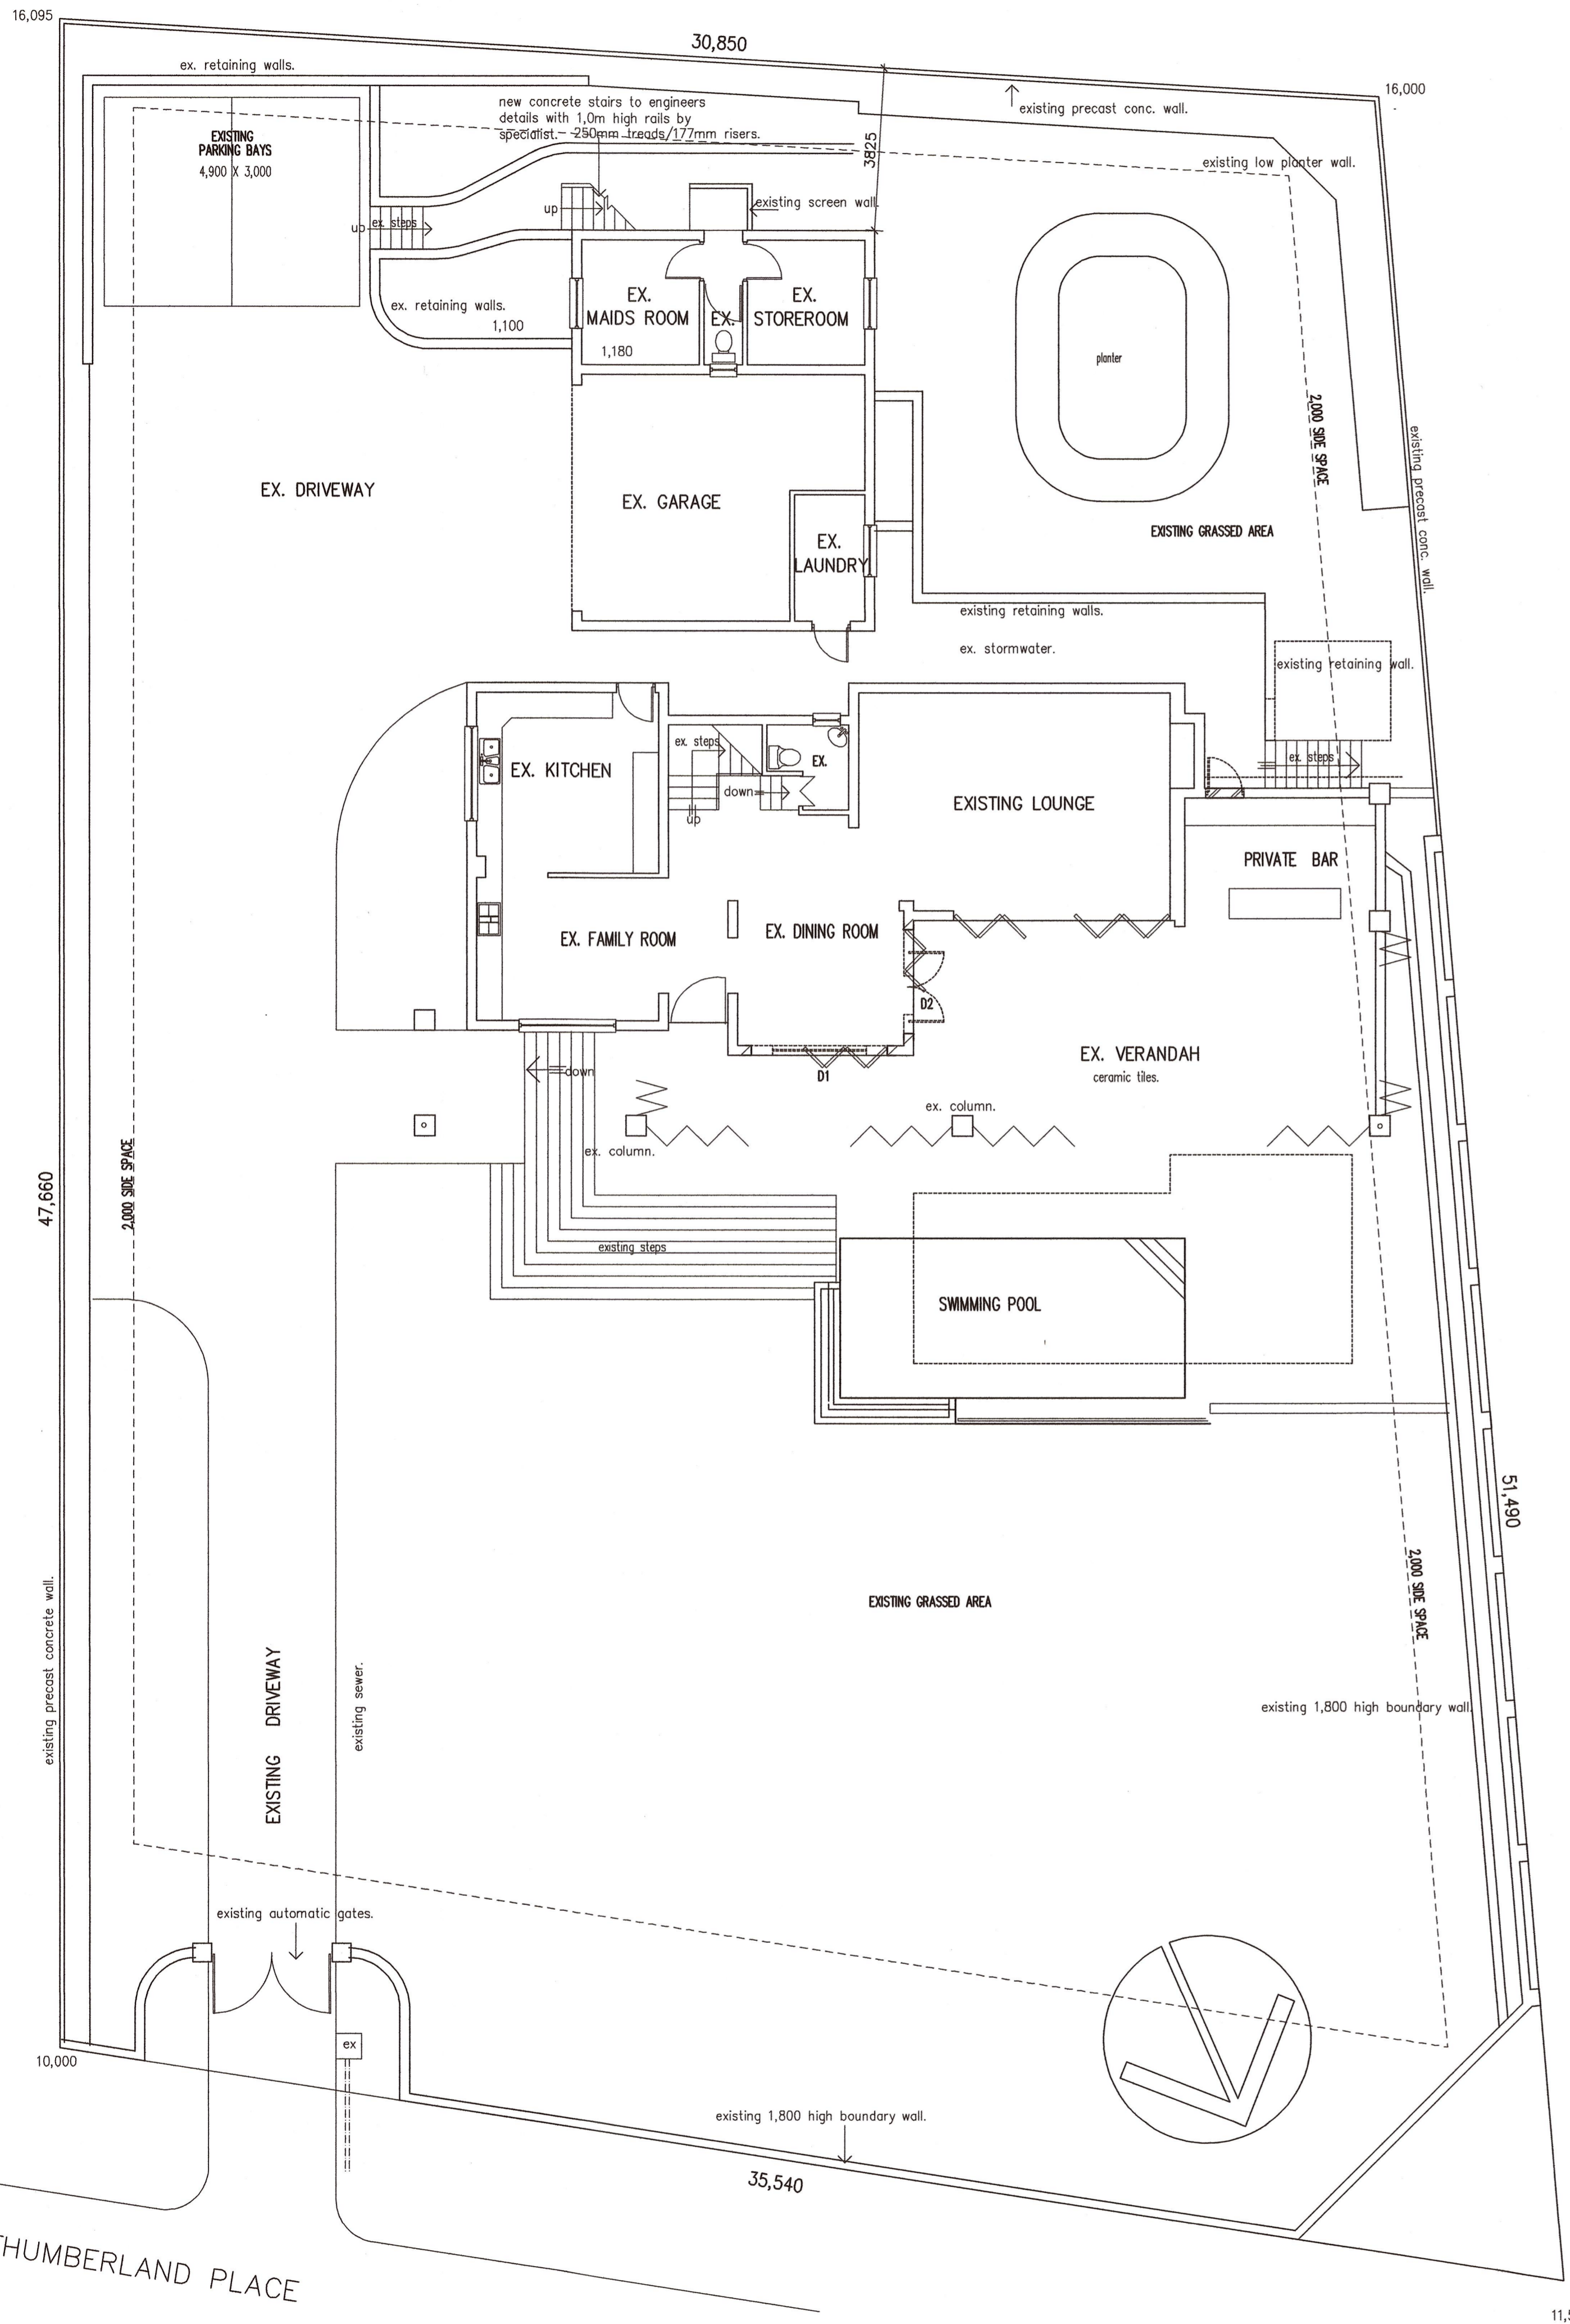 16,095
30,850
16,000
ex. retaining walls.
new concrete stairs to engineers
details with 1,0m high rails by
specialist. 250mm treads/177mm risers.
existing precast conc. wall.
EXISTING
PARKING BAYS
4,900 X 3,000
3825
existing low planter wall.
up
existing screen wall.
up
ex. steps
EX.
MAIDS ROOM
EX.
EX.
STOREROOM
ex. retaining walls.
1,100
1,180
planter
2,000 SIDE SPACE
existing precast conc. wall.
EX. DRIVEWAY
EX. GARAGE
EXISTING GRASSED AREA
EX.
LAUNDRY
existing retaining walls.
ex. stormwater.
existing retaining wall.
ex. steps
EX. KITCHEN
EX.
down
up
ex. steps
EXISTING LOUNGE
PRIVATE BAR
EX. FAMILY ROOM
EX. DINING ROOM
D2
EX. VERANDAH
ceramic tiles.
down
D1
ex. column.
ex. column.
2,000 SIDE SPACE
47,660
existing steps
SWIMMING POOL
51,490
2,000 SIDE SPACE
EXISTING GRASSED AREA
existing precast concrete wall.
EXISTING DRIVEWAY
existing sewer.
existing 1,800 high boundary wall.
existing automatic gates.
ex
10,000
existing 1,800 high boundary wall.
35,540
THUMBERLAND PLACE
11,5